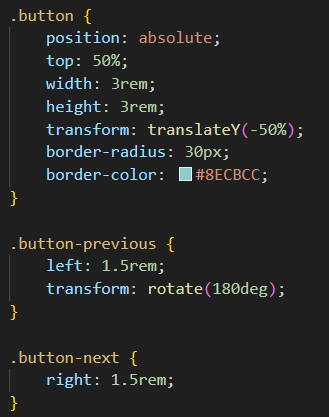 .button {
    position: absolute;
    top: 50%;
    width: 3rem;
    height: 3rem;
    transform: translateY(-50%);
    border-radius: 30px;
    border-color: #8ECBCC;
}

.button-previous {
    left: 1.5rem;
    transform: rotate(180deg);
}

.button-next {
    right: 1.5rem;
}